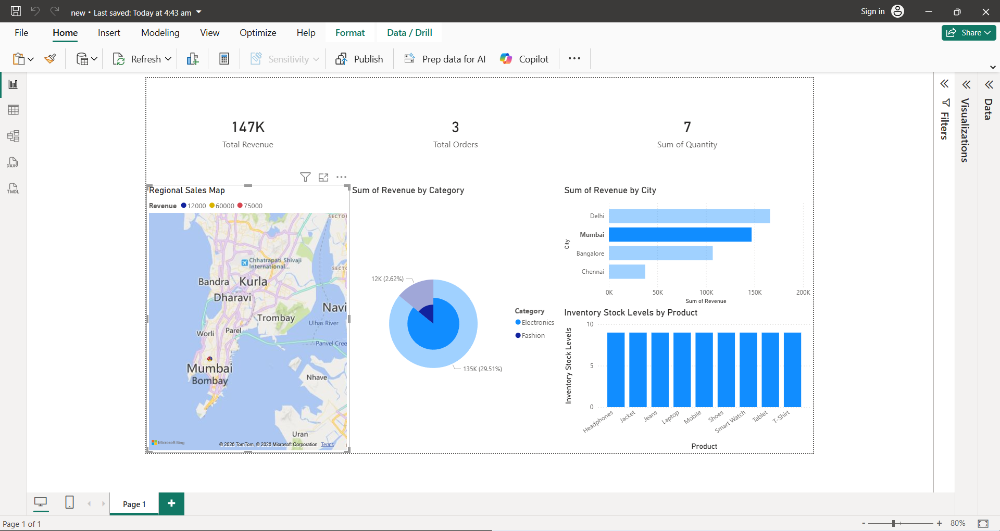 new • Last saved: Today at 4:43 am
Sign in
File
Home
Insert
Modeling
View
Optimize
Help
Format
Data / Drill
Share
Refresh
Sensitivity
Publish
Prep data for AI
Copilot
DAX
TMDL
147K
Total Revenue
3
Total Orders
7
Sum of Quantity
Regional Sales Map
Revenue 12000 60000 75000
SECTO
Chhatrapati Shivaji
International...
SECTO
Bandra
Kurla
Dharavi
Navi
Trombay
Ulhas River
Worli
Parel
Panvel Cree
Mumbai
Bombay
Nhave
Uran
Microsoft Bing
© 2026 TomTom, © 2026 Microsoft Corporation Terms
Sum of Revenue by Category
12K (2.62%)
135K (29.51%)
Category
Electronics
Fashion
Sum of Revenue by City
City
Delhi
Mumbai
Bangalore
Chennai
0K 50K 100K 150K 200K
Sum of Revenue
Inventory Stock Levels by Product
Inventory Stock Levels
10
5
0
Headphones Jacket Jeans Laptop Mobile Shoes Smart Watch Tablet T-Shirt
Product
Filters
Visualizations
Data
Page 1
Page 1 of 1
- + 80%